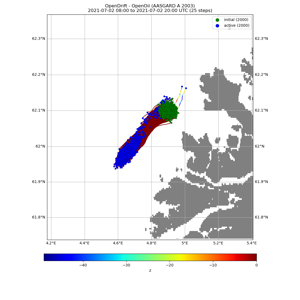 OpenDrift - OpenOil (AASGARD A 2003)
2021-07-02 08:00 to 2021-07-02 20:00 UTC (25 steps)
initial (2000)
active (2000)
62.3°N 62.3°N
62.2°N 62.2°N
62.1°N 62.1°N
62°N 62°N
61.9°N 61.9°N
61.8°N 61.8°N
4.2°E 4.4°E 4.6°E 4.8°E 5°E 5.2°E 5.4°E
−40 −30 −20 −10 0
z